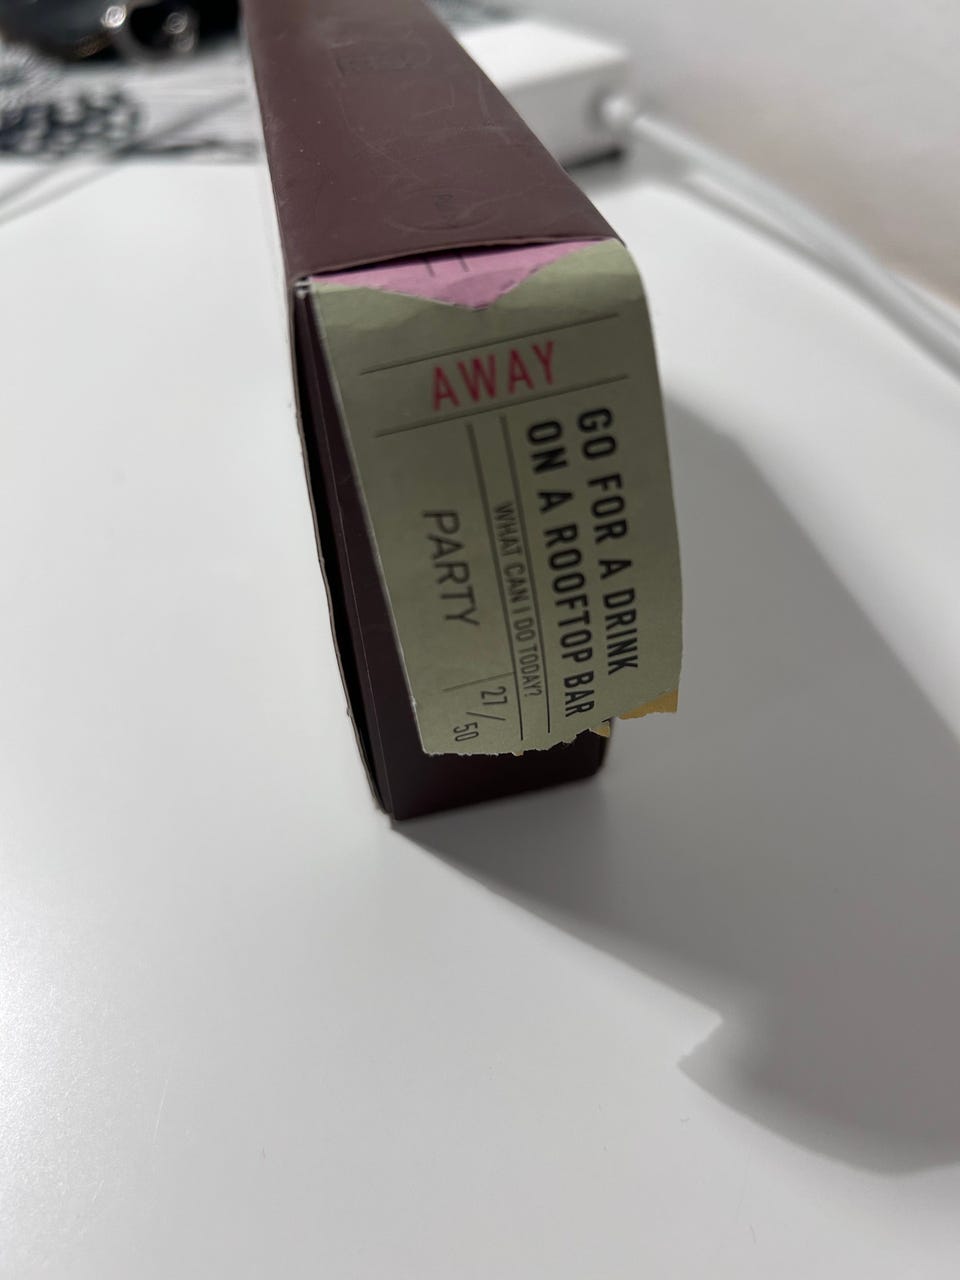 AWAY
GO FOR A DRINK
ON A ROOFTOP BAR
WHAT CAN I DO TODAY?
PARTY
27/50